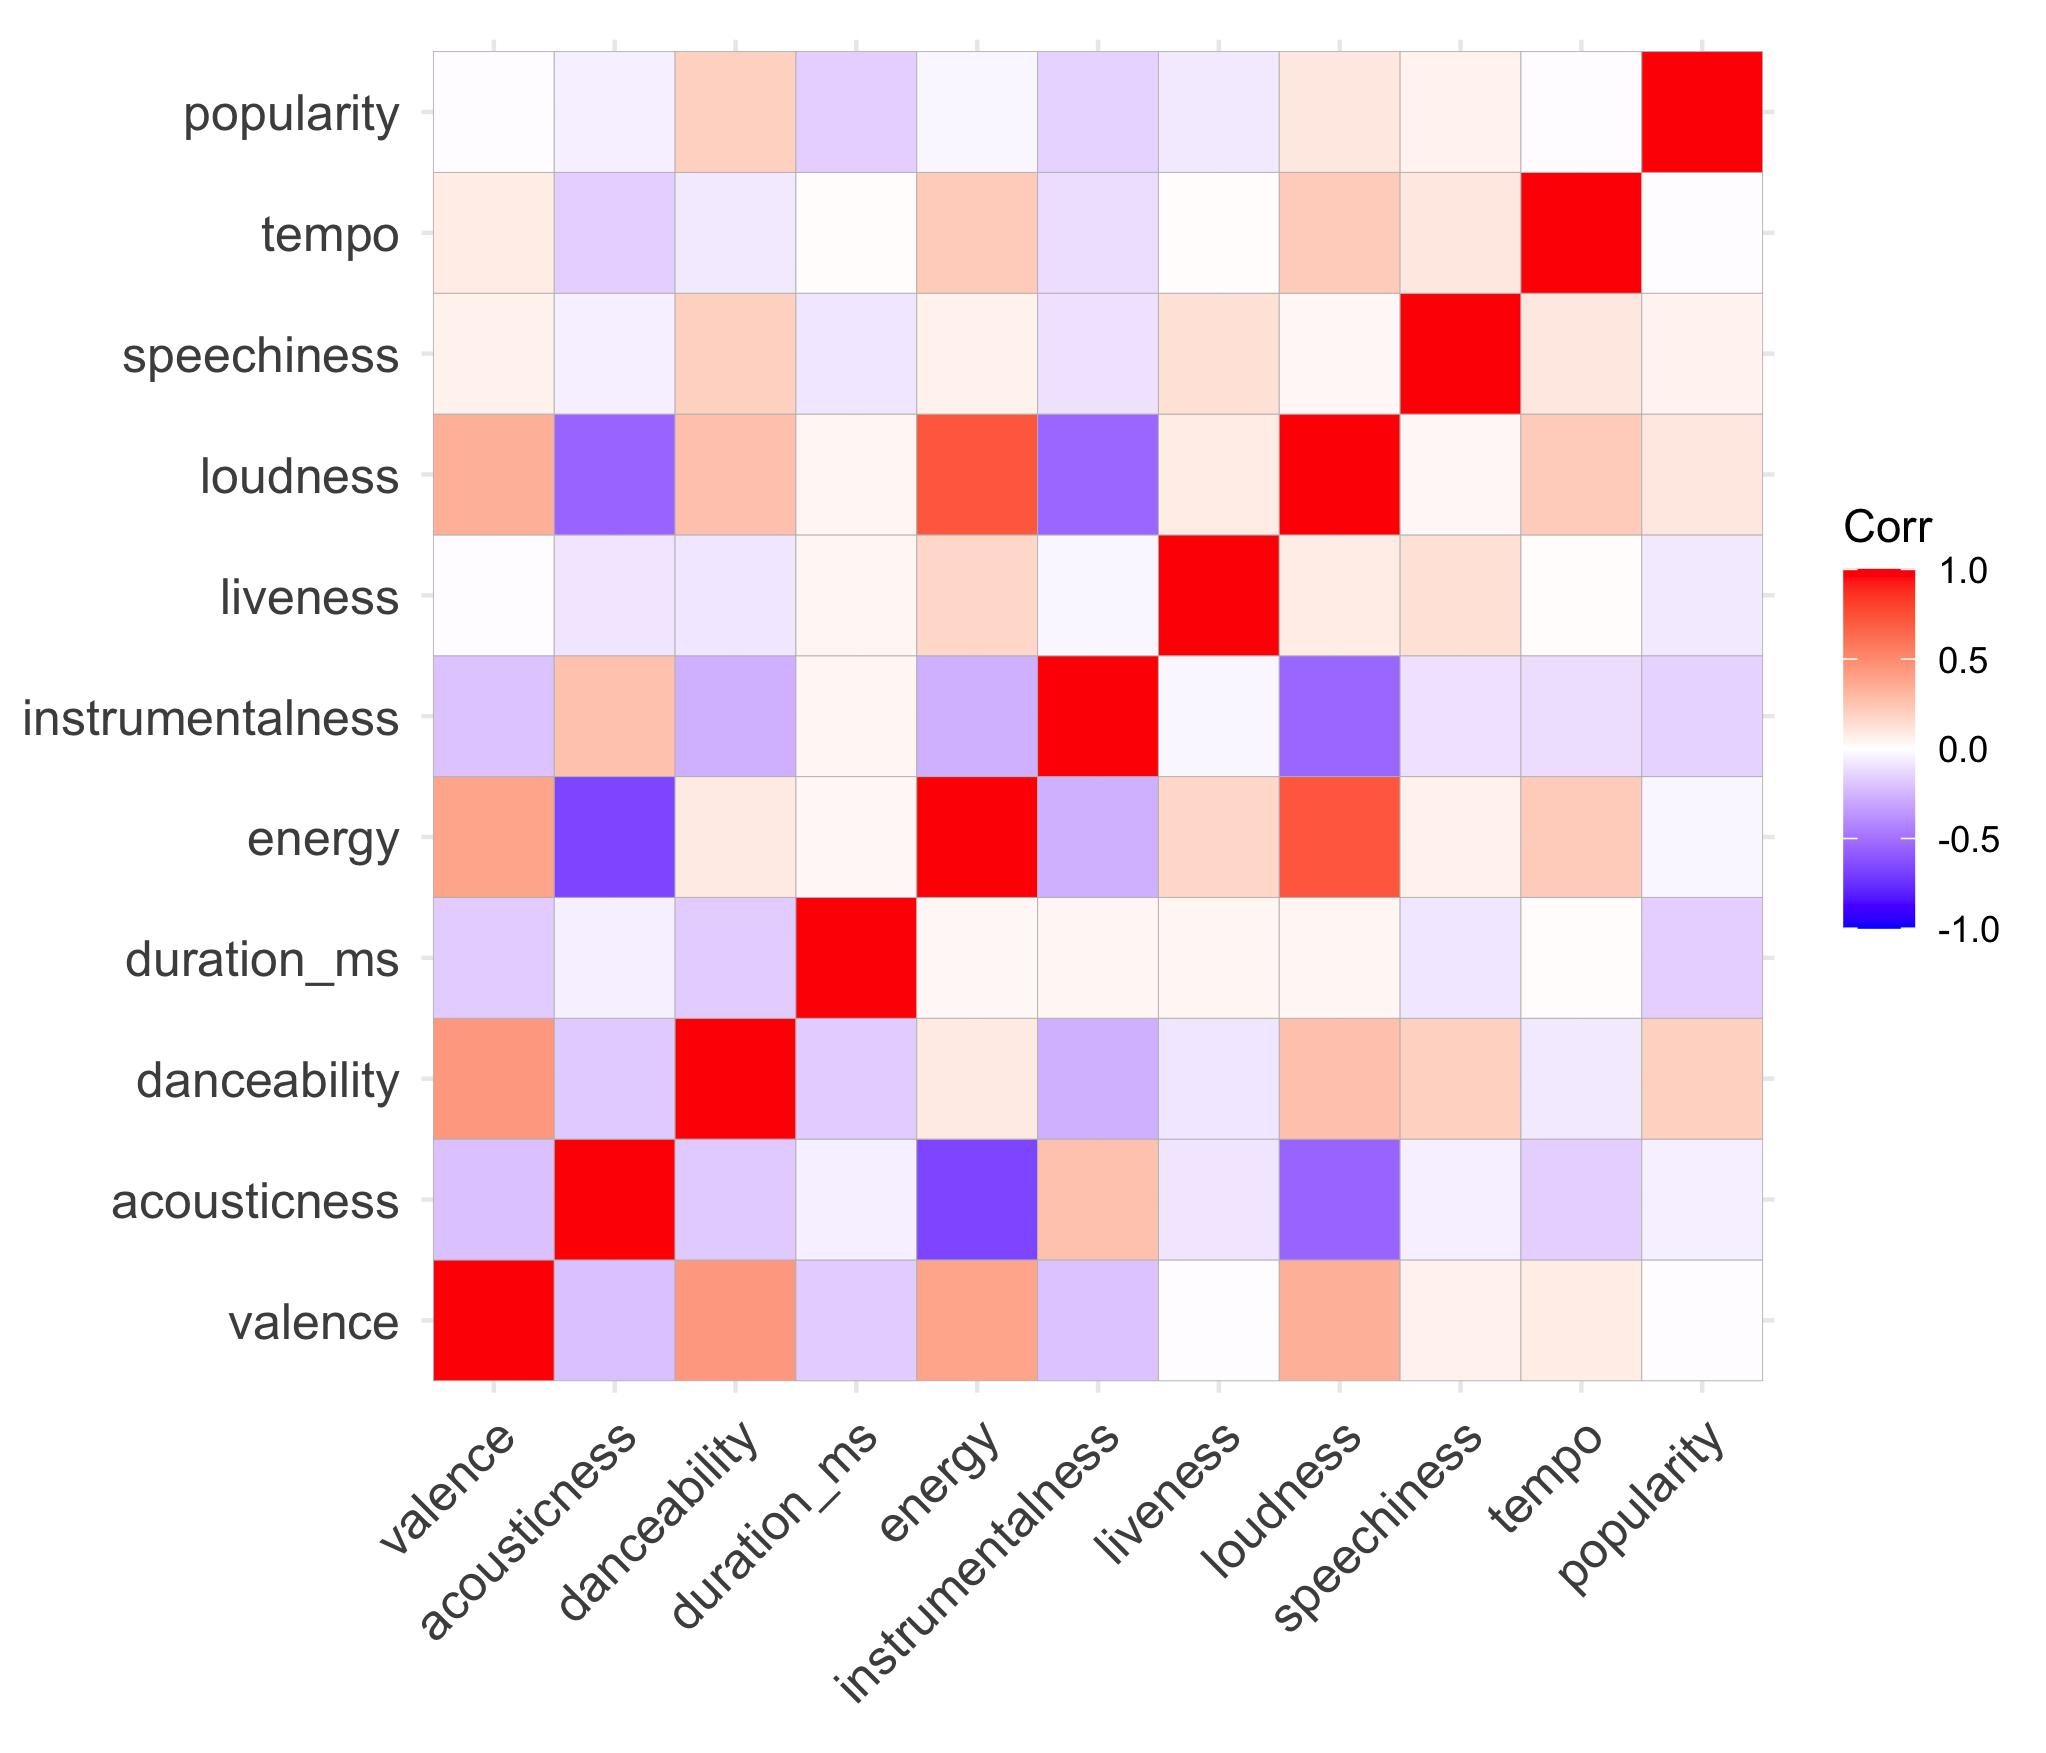 popularity
tempo
speechiness
loudness
liveness
instrumentalness
energy
duration_ms
danceability
acousticness
valence
valence
acousticness
danceability
duration_ms
energy
instrumentalness
liveness
loudness
speechiness
tempo
popularity
Corr
1.0
0.5
0.0
-0.5
-1.0